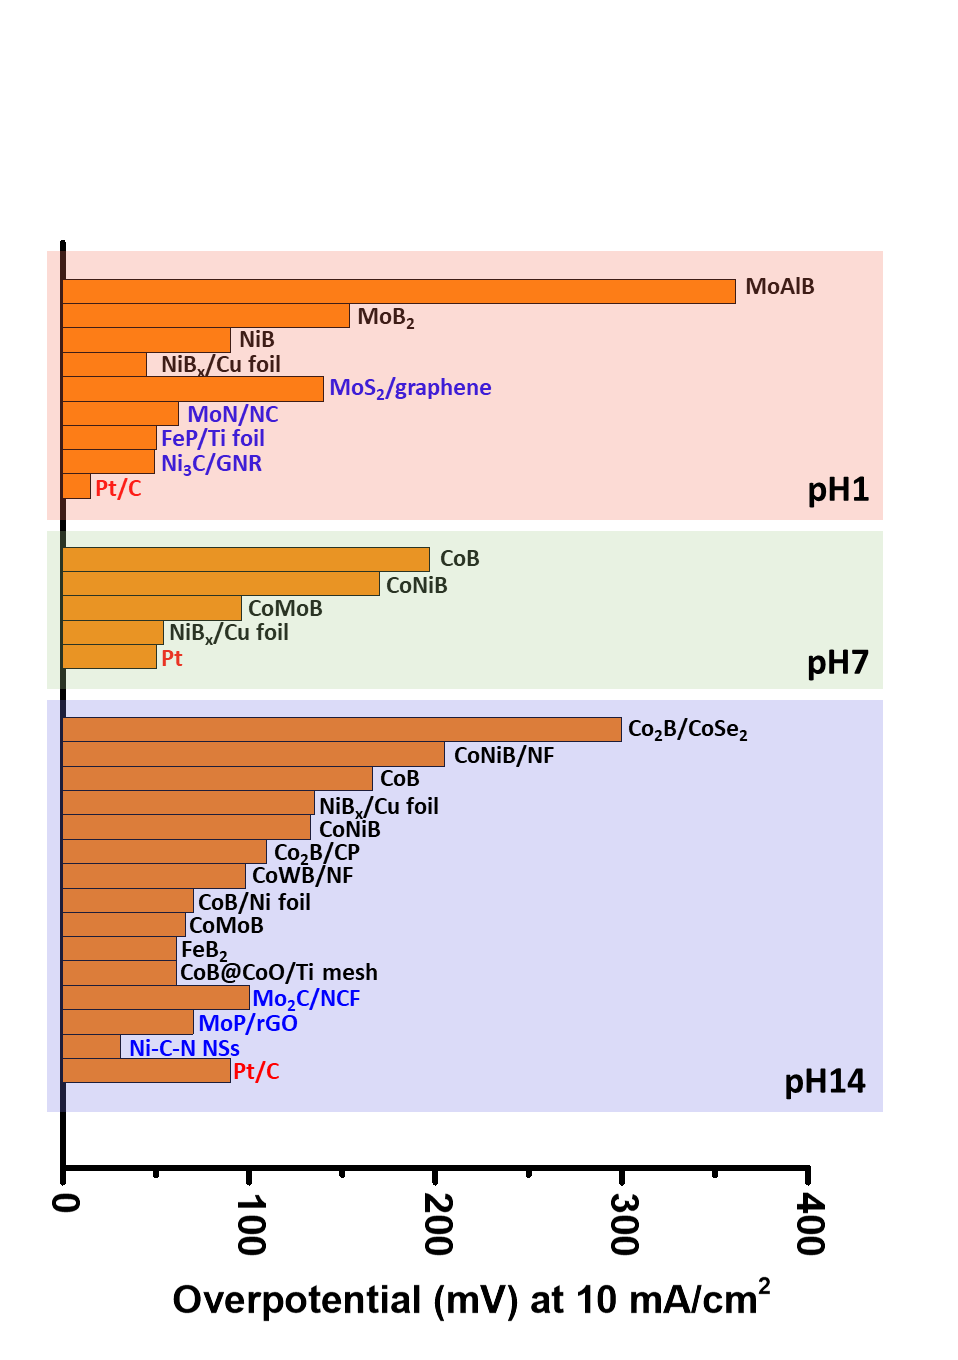 MoAlB
MoB₂
NiB
NiBₓ/Cu foil
MoS₂/graphene
MoN/NC
FeP/Ti foil
Ni₃C/GNR
Pt/C
pH1
CoB
CoNiB
CoMoB
NiBₓ/Cu foil
Pt
pH7
Co₂B/CoSe₂
CoNiB/NF
CoB
NiBₓ/Cu foil
CoNiB
Co₂B/CP
CoWB/NF
CoB/Ni foil
CoMoB
FeB₂
CoB@CoO/Ti mesh
Mo₂C/NCF
MoP/rGO
Ni-C-N NSs
Pt/C
pH14
0
100
200
300
400
Overpotential (mV) at 10 mA/cm²